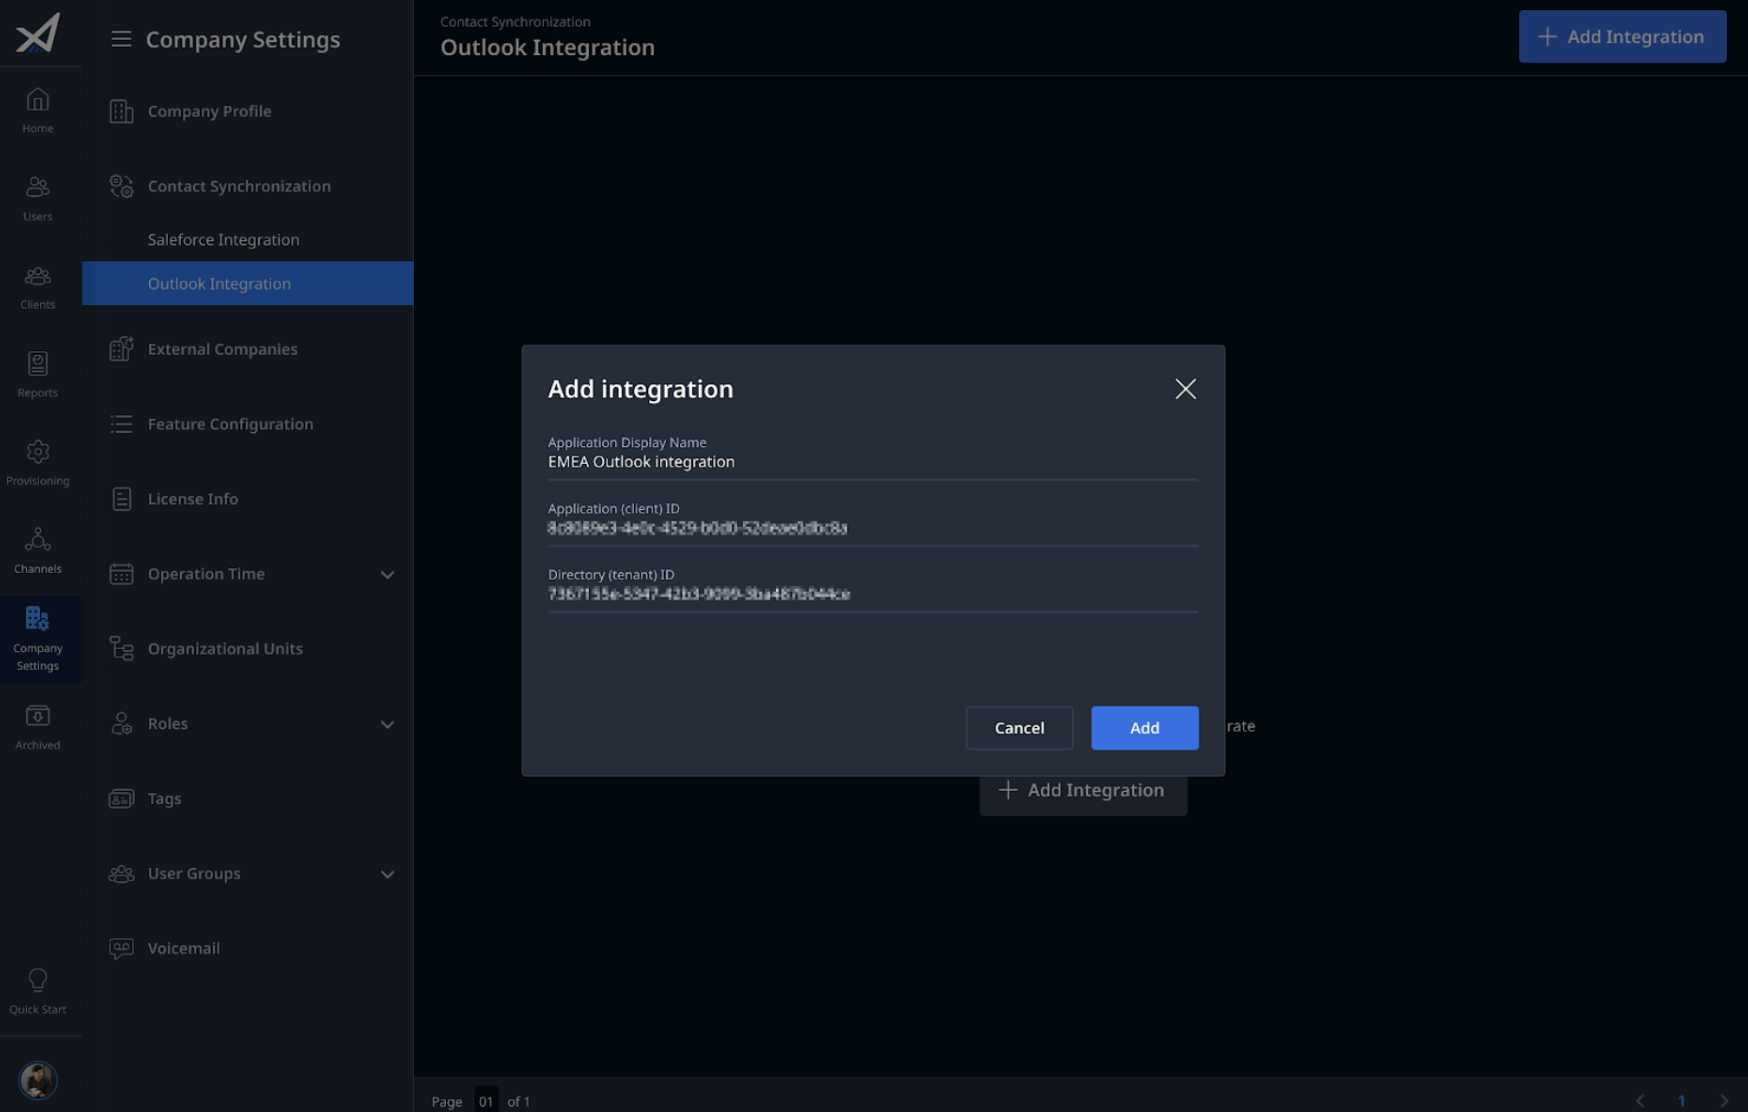 Company Settings
Contact Synchronization
Outlook Integration
Add Integration
Home
Users
Clients
Reports
Provisioning
Channels
Company
Settings
Archived
Quick Start
Company Profile
Contact Synchronization
Saleforce Integration
Outlook Integration
External Companies
Feature Configuration
License Info
Operation Time
Organizational Units
Roles
Tags
User Groups
Voicemail
Add integration
Application Display Name
EMEA Outlook integration
Application (client) ID
Directory (tenant) ID
Cancel
Add
rate
Add Integration
Page 01 of 1
1